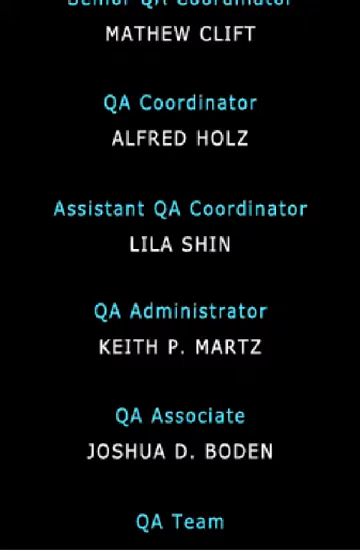 Senior QA Coordinator
MATHEW CLIFT
QA Coordinator
ALFRED HOLZ
Assistant QA Coordinator
LILA SHIN
QA Administrator
KEITH P. MARTZ
QA Associate
JOSHUA D. BODEN
QA Team